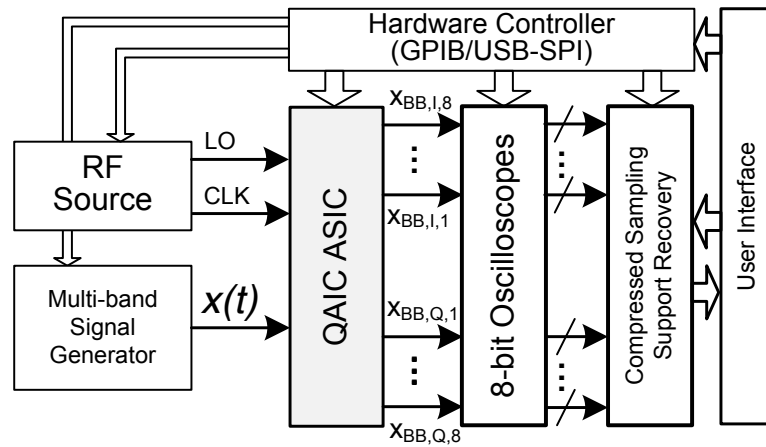 Hardware Controller
(GPIB/USB-SPI)
RF
Source
LO
CLK
Multi-band
Signal
Generator
x(t)
QAIC ASIC
xBB,I,8
...
xBB,I,1
xBB,Q,1
...
xBB,Q,8
8-bit Oscilloscopes
...
...
Compressed Sampling
Support Recovery
User Interface